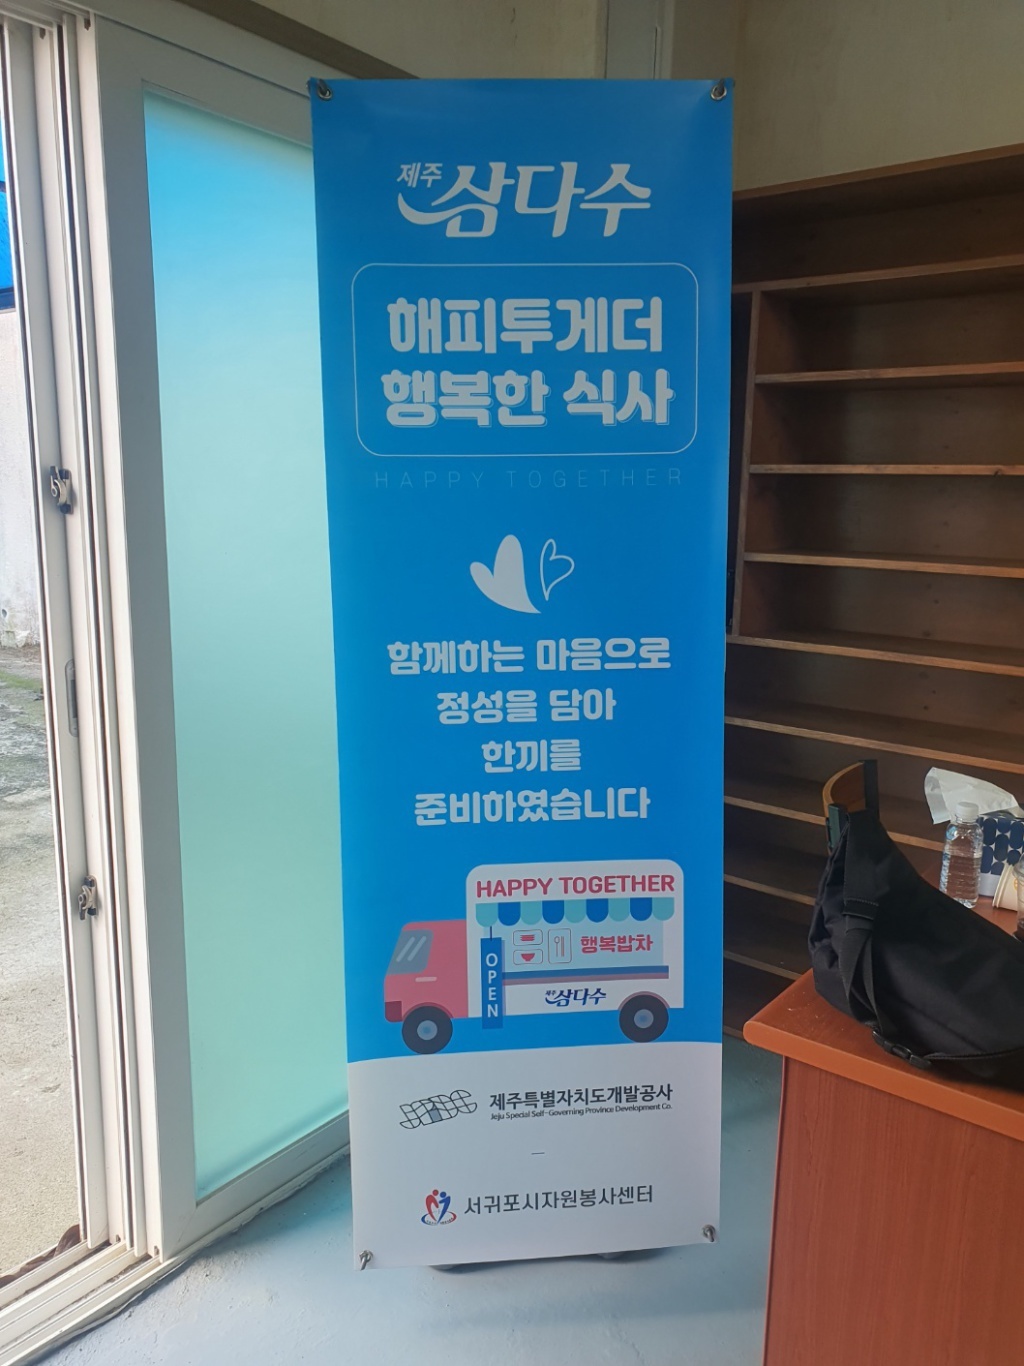 제주 삼다수
해피투게더
행복한 식사
HAPPY TOGETHER
함께하는 마음으로
정성을 담아
한끼를
준비하였습니다
HAPPY TOGETHER
OPEN
행복밥차
제주삼다수
JPDC
제주특별자치도개발공사
Jeju Special Self-Governing Province Development Co.
서귀포시자원봉사센터